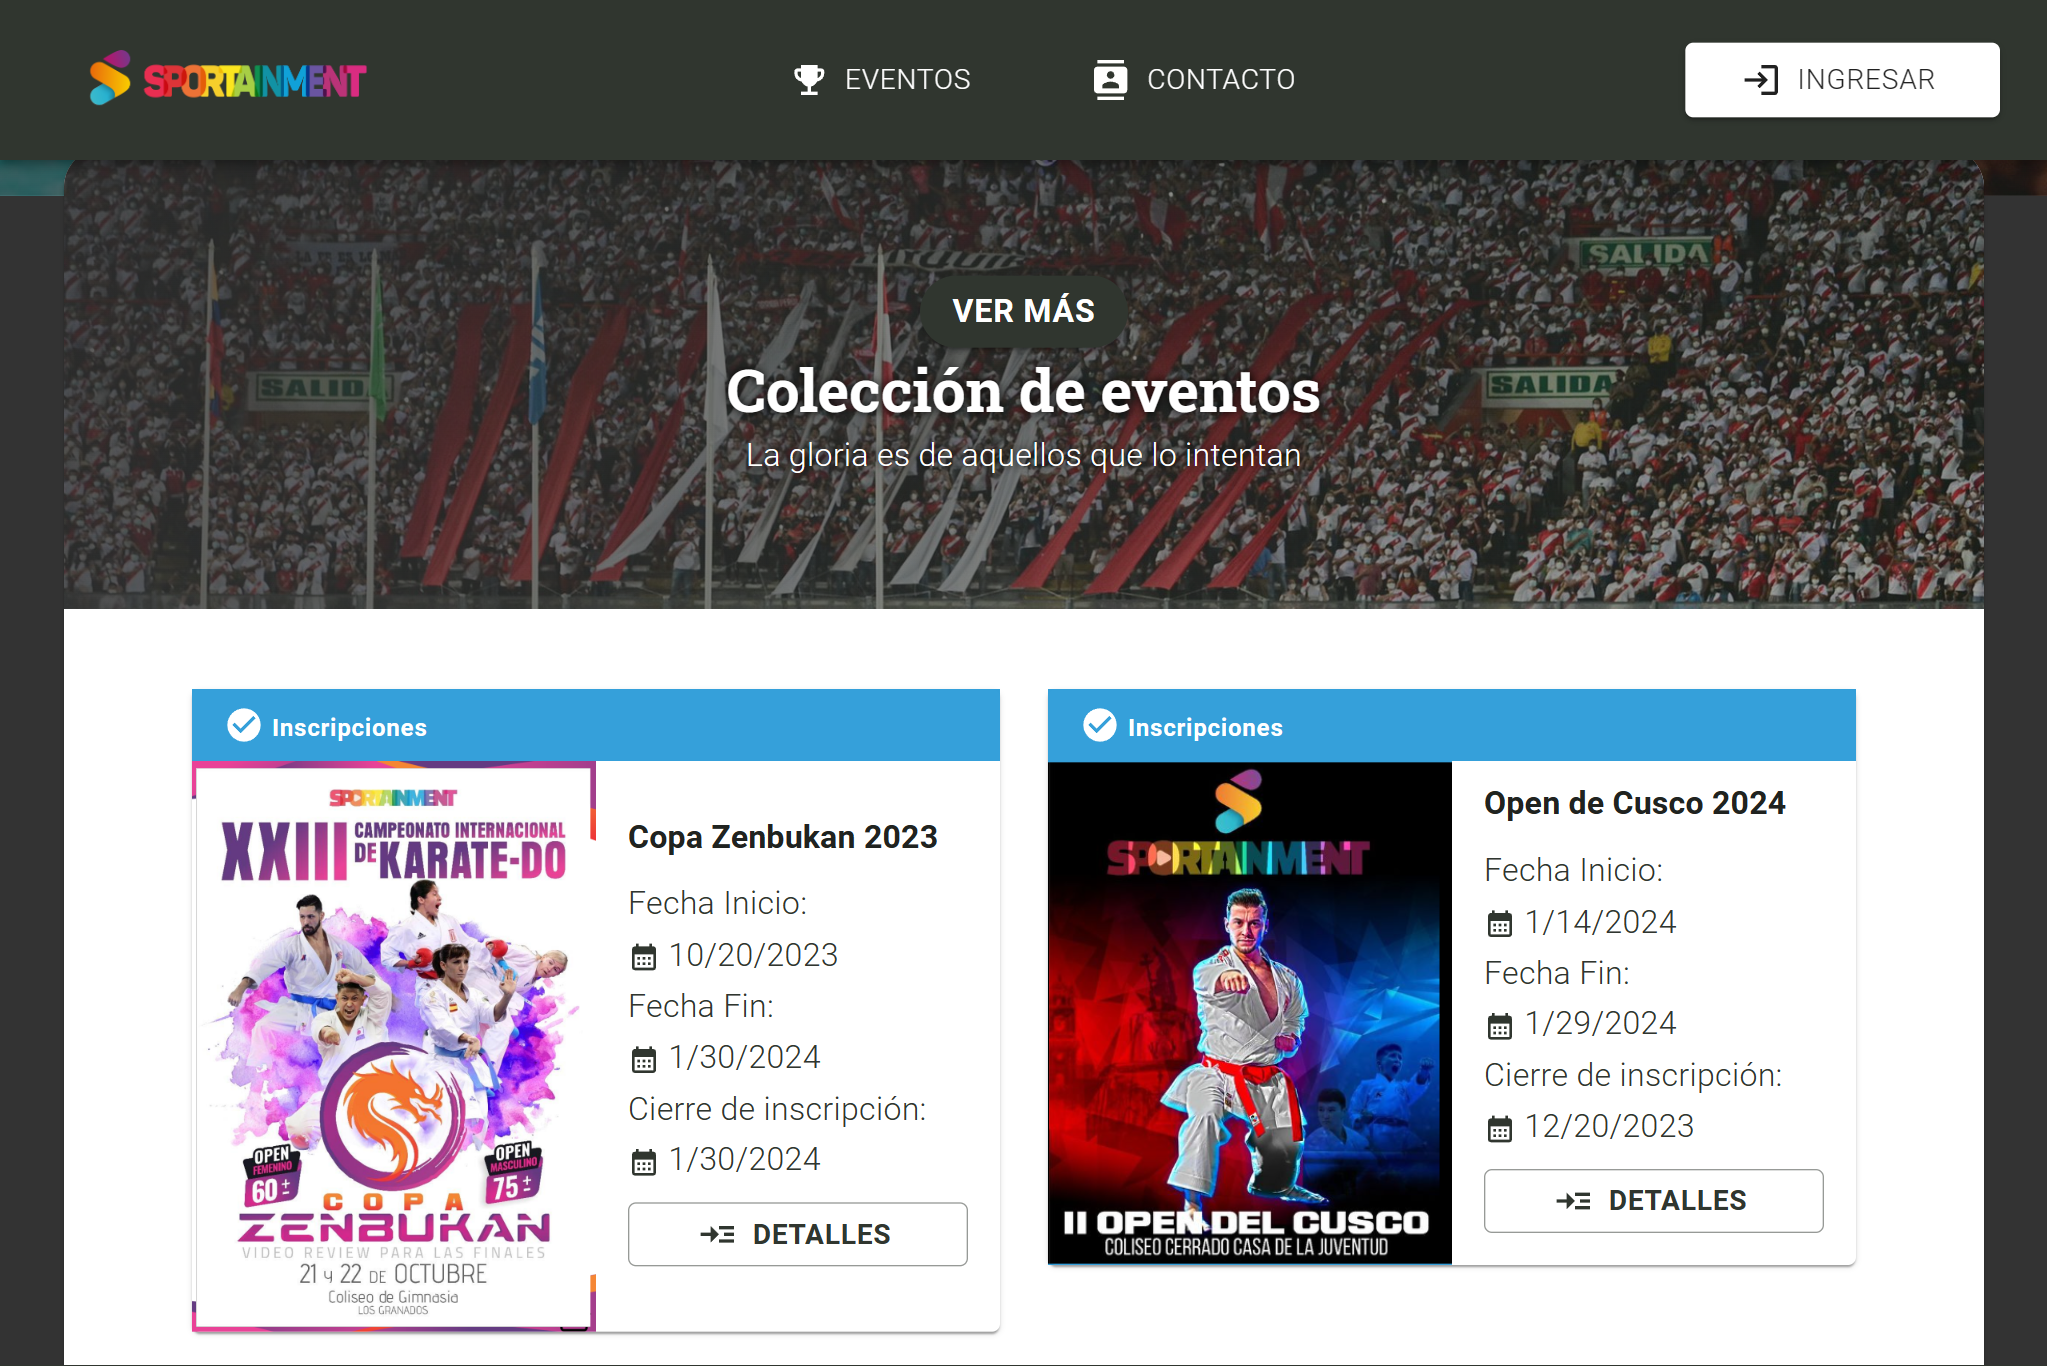 SPORTAINMENT
EVENTOS
CONTACTO
INGRESAR
SALIDA
SALID
SALIDA
VER MÁS
Colección de eventos
La gloria es de aquellos que lo intentan
Inscripciones
SPORTAINMENT
XXIII CAMPEONATO INTERNACIONAL
DE KARATE-DO
OPEN
FEMENINO
60 ±
OPEN
MASCULINO
75 ±
COPA
ZENBUKAN
VIDEO REVIEW PARA LAS FINALES
21 y 22 DE OCTUBRE
Coliseo de Gimnasia
LOS GRANADOS
Copa Zenbukan 2023
Fecha Inicio:
10/20/2023
Fecha Fin:
1/30/2024
Cierre de inscripción:
1/30/2024
DETALLES
Inscripciones
SPORTAINMENT
II OPEN DEL CUSCO
COLISEO CERRADO CASA DE LA JUVENTUD
Open de Cusco 2024
Fecha Inicio:
1/14/2024
Fecha Fin:
1/29/2024
Cierre de inscripción:
12/20/2023
DETALLES